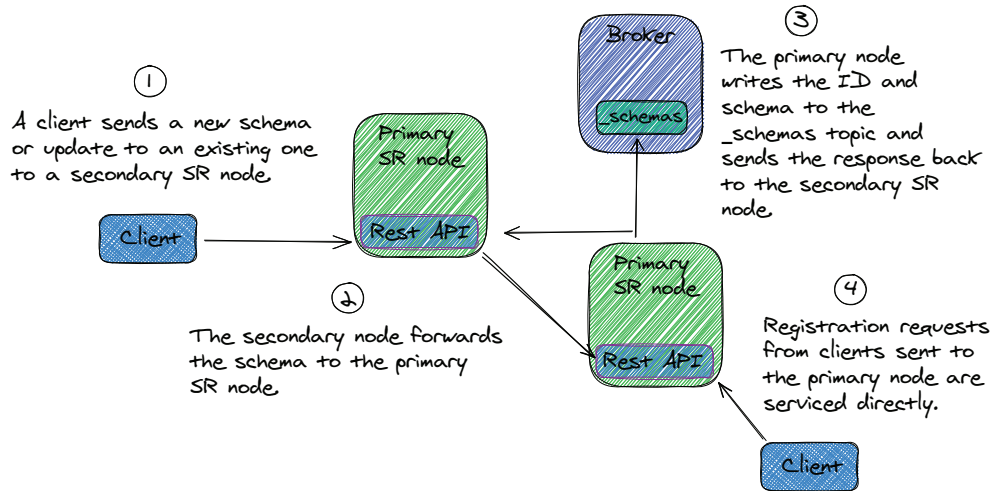 1
A client sends a new schema
or update to an existing one
to a secondary SR node
Client
Primary
SR node
Rest API
2
The secondary node forwards
the schema to the primary
SR node.
Broker
_schemas
3
The primary node
writes the ID and
schema to the
_schemas topic and
sends the response back
to the secondary SR
node.
Primary
SR node
Rest API
4
Registration requests
from clients sent to
the primary node are
serviced directly.
Client